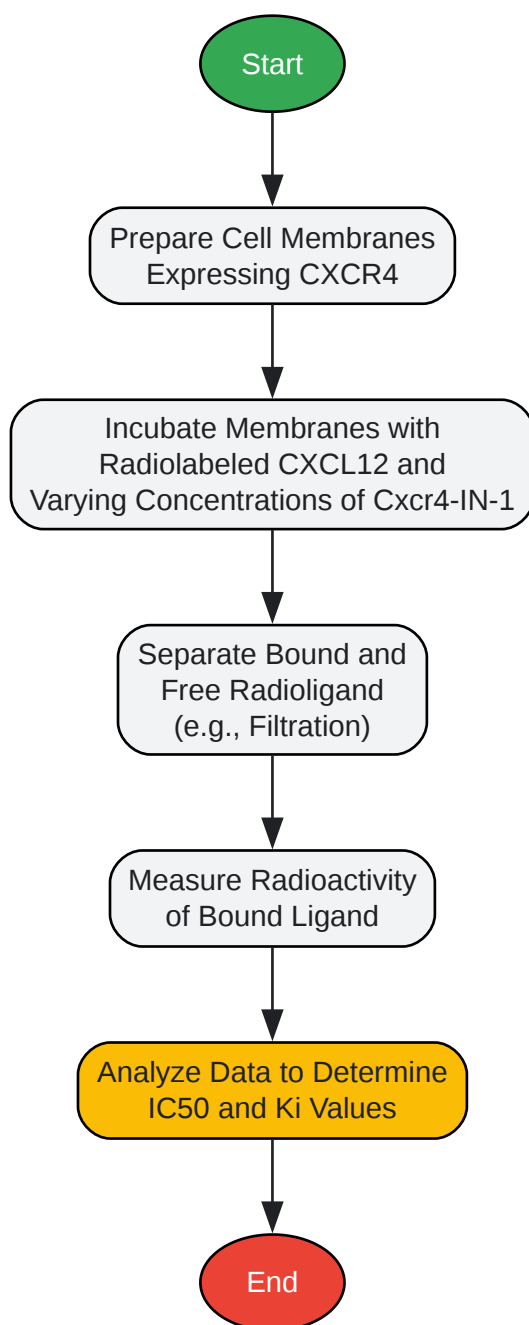 Start
Prepare Cell Membranes
Expressing CXCR4
Incubate Membranes with
Radiolabeled CXCL12 and
Varying Concentrations of Cxcr4-IN-1
Separate Bound and
Free Radioligand
(e.g., Filtration)
Measure Radioactivity
of Bound Ligand
Analyze Data to Determine
IC50 and Ki Values
End